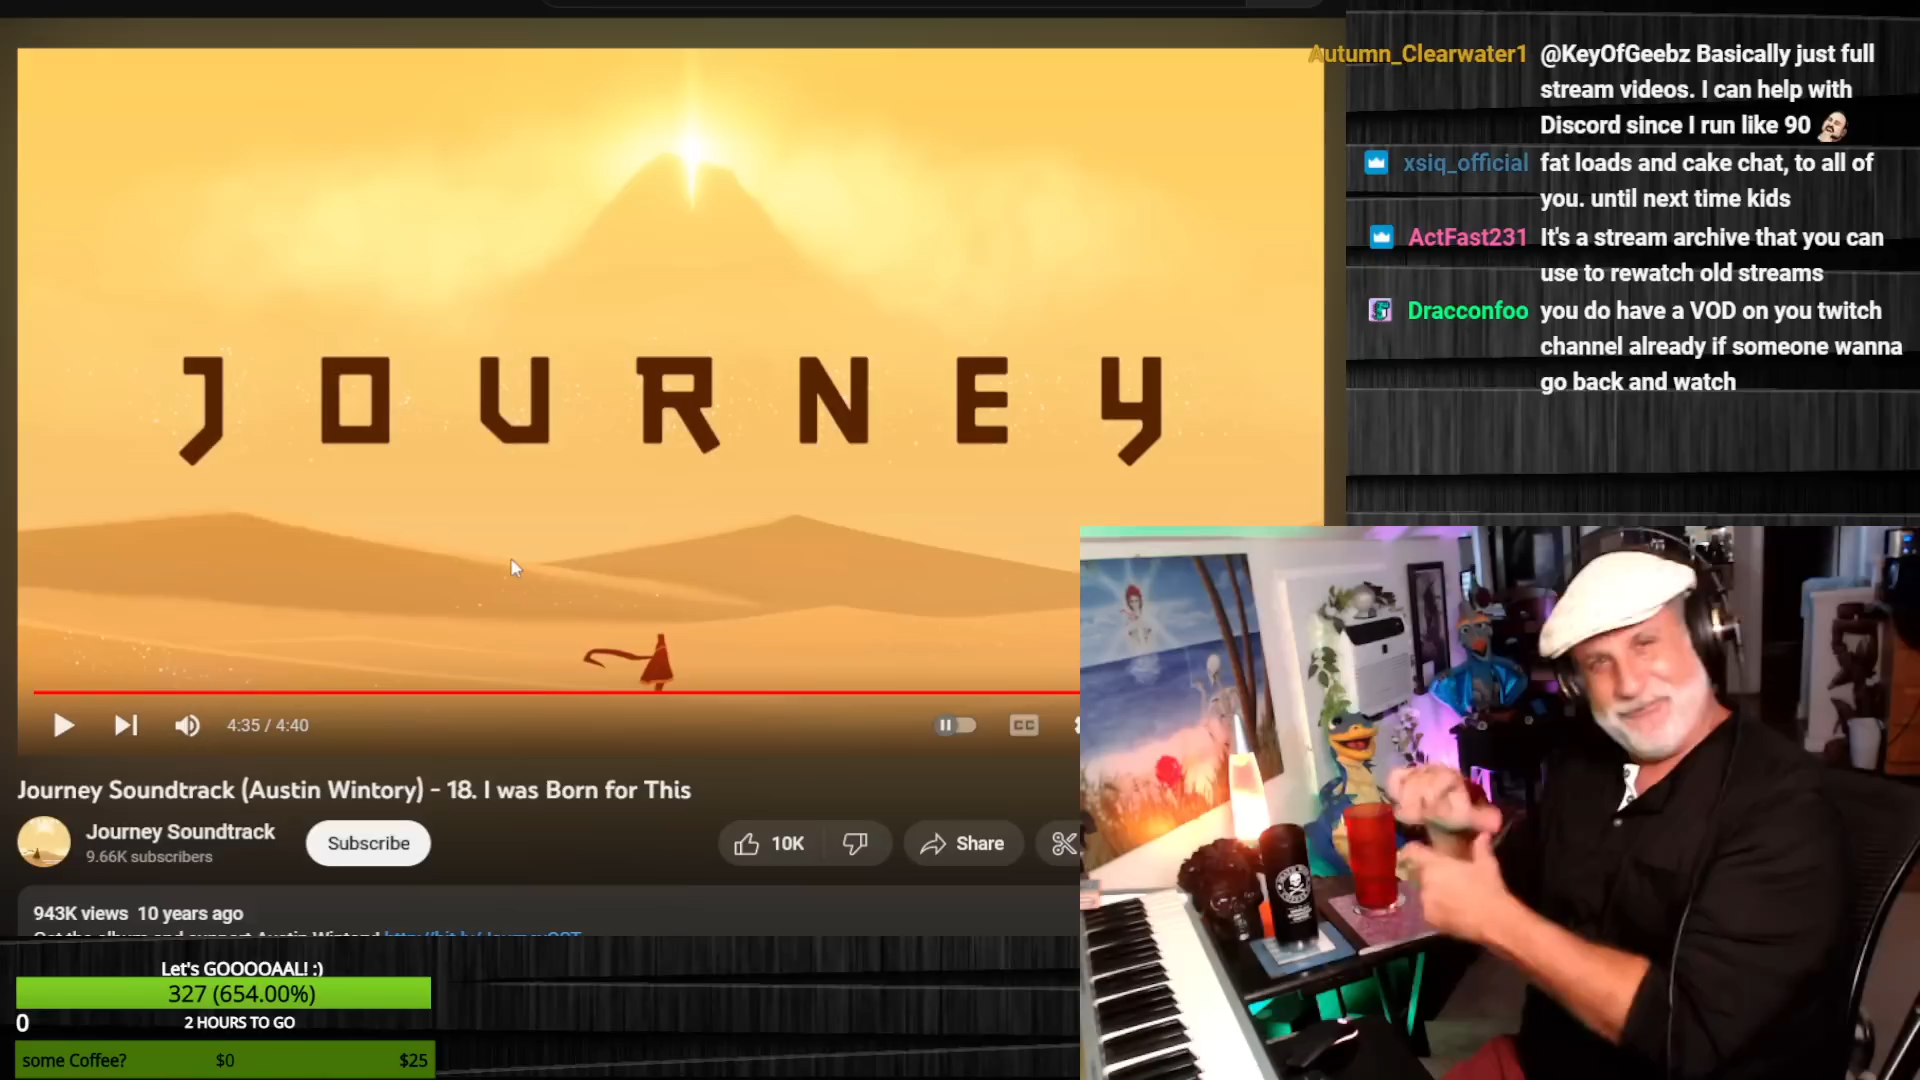 JOURNEY
4:35 / 4:40
CC
Journey Soundtrack (Austin Wintory) - 18. I was Born for This
Journey Soundtrack
9.66K subscribers
Subscribe
10K
Share
943K views 10 years ago
Let's GOOOOAAL! :)
327 (654.00%)
0
2 HOURS TO GO
some Coffee? $0 $25
Autumn_Clearwater1 @KeyOfGeebz Basically just full
stream videos. I can help with
Discord since I run like 90
xsiq_official fat loads and cake chat, to all of
you. until next time kids
ActFast231 It's a stream archive that you can
use to rewatch old streams
Dracconfoo you do have a VOD on you twitch
channel already if someone wanna
go back and watch